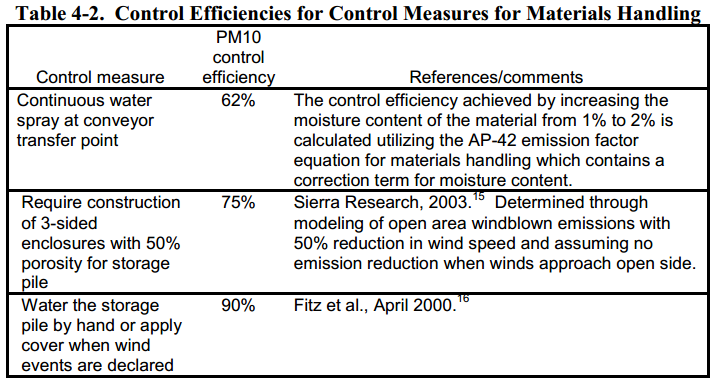 Table 4-2. Control Efficiencies for Control Measures for Materials Handling
Control measure
PM10
control
efficiency
References/comments
Continuous water
spray at conveyor
transfer point
62%
The control efficiency achieved by increasing the
moisture content of the material from 1% to 2% is
calculated utilizing the AP-42 emission factor
equation for materials handling which contains a
correction term for moisture content.
Require construction
of 3-sided
enclosures with 50%
porosity for storage
pile
75%
Sierra Research, 2003.15 Determined through
modeling of open area windblown emissions with
50% reduction in wind speed and assuming no
emission reduction when winds approach open side.
Water the storage
pile by hand or apply
cover when wind
events are declared
90%
Fitz et al., April 2000.16